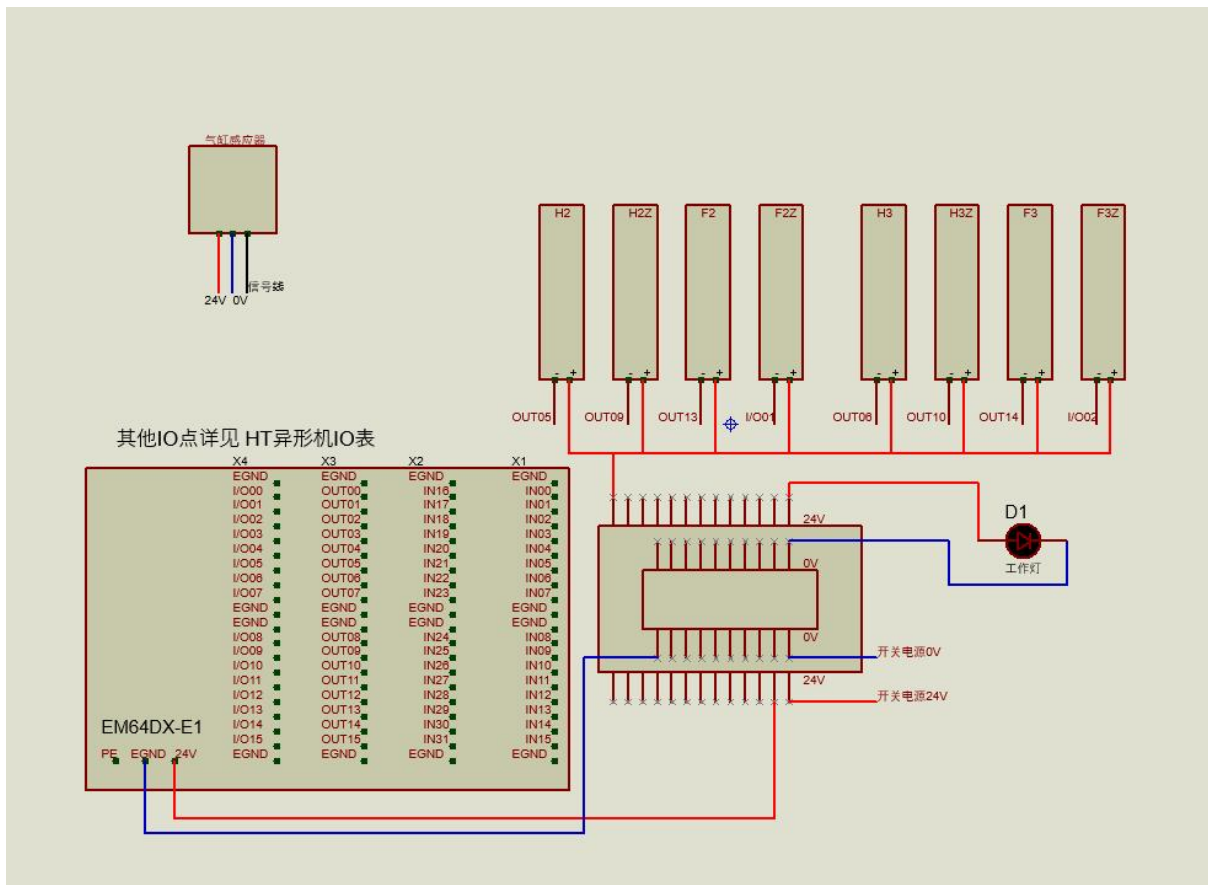 气缸感应器
24V 0V 信号线
H2 H2Z F2 F2Z H3 H3Z F3 F3Z
- + - + - + - + - + - + - + - +
OUT05 OUT09 OUT13 I/O01 OUT06 OUT10 OUT14 I/O02
其他IO点详见 HT异形机IO表
X4 X3 X2 X1
EGND EGND EGND EGND
I/O00 OUT00 IN16 IN00
I/O01 OUT01 IN17 IN01
I/O02 OUT02 IN18 IN02
I/O03 OUT03 IN19 IN03
I/O04 OUT04 IN20 IN04
I/O05 OUT05 IN21 IN05
I/O06 OUT06 IN22 IN06
I/O07 OUT07 IN23 IN07
EGND EGND EGND EGND
EGND EGND EGND EGND
I/O08 OUT08 IN24 IN08
I/O09 OUT09 IN25 IN09
I/O10 OUT10 IN26 IN10
I/O11 OUT11 IN27 IN11
I/O12 OUT12 IN28 IN12
I/O13 OUT13 IN29 IN13
I/O14 OUT14 IN30 IN14
I/O15 OUT15 IN31 IN15
EGND EGND EGND EGND
EM64DX-E1
PE EGND 24V
24V
0V
0V
24V
D1
工作灯
开关电源0V
开关电源24V